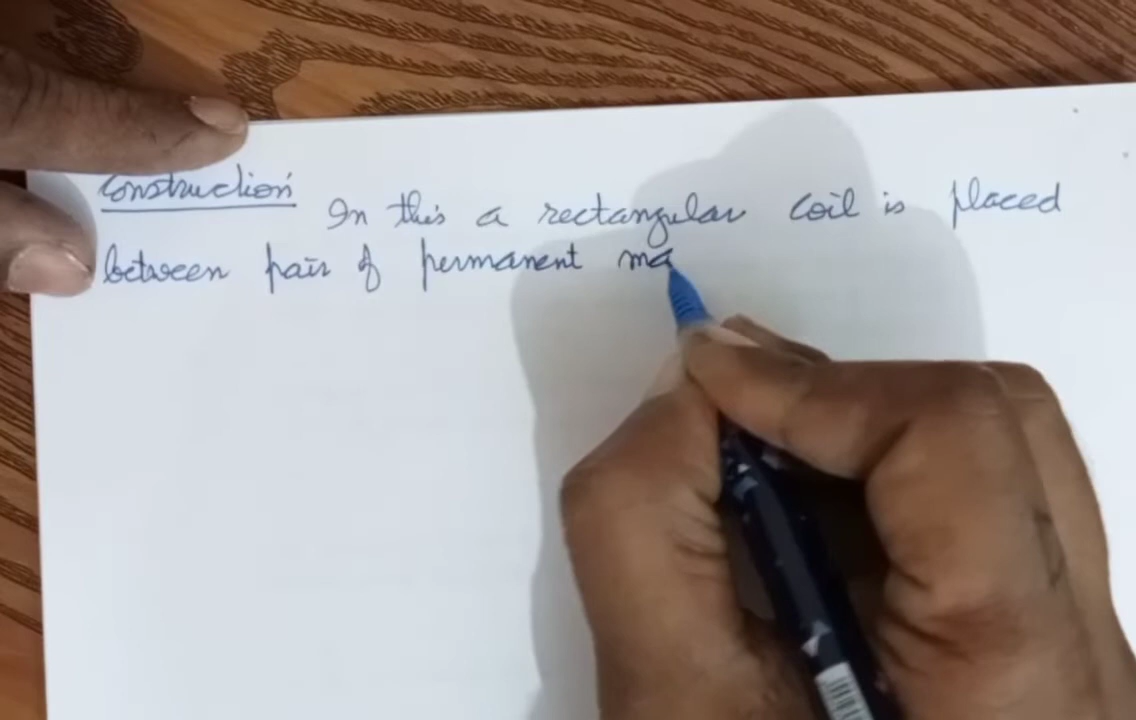 Construction:
In this a rectangular coil is placed
between pair of permanent ma